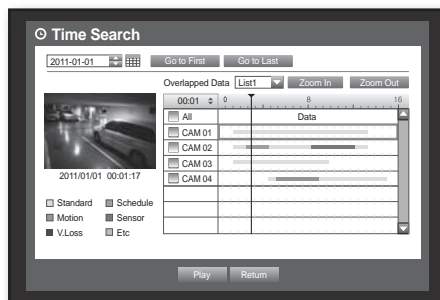 Time Search
2011-01-01
Go to First
Go to Last
Overlapped Data
List1
Zoom In
Zoom Out
00:01
0
8
16
All
Data
CAM 01
CAM 02
CAM 03
CAM 04
2011/01/01 00:01:17
Standard
Schedule
Motion
Sensor
V.Loss
Etc
Play
Return